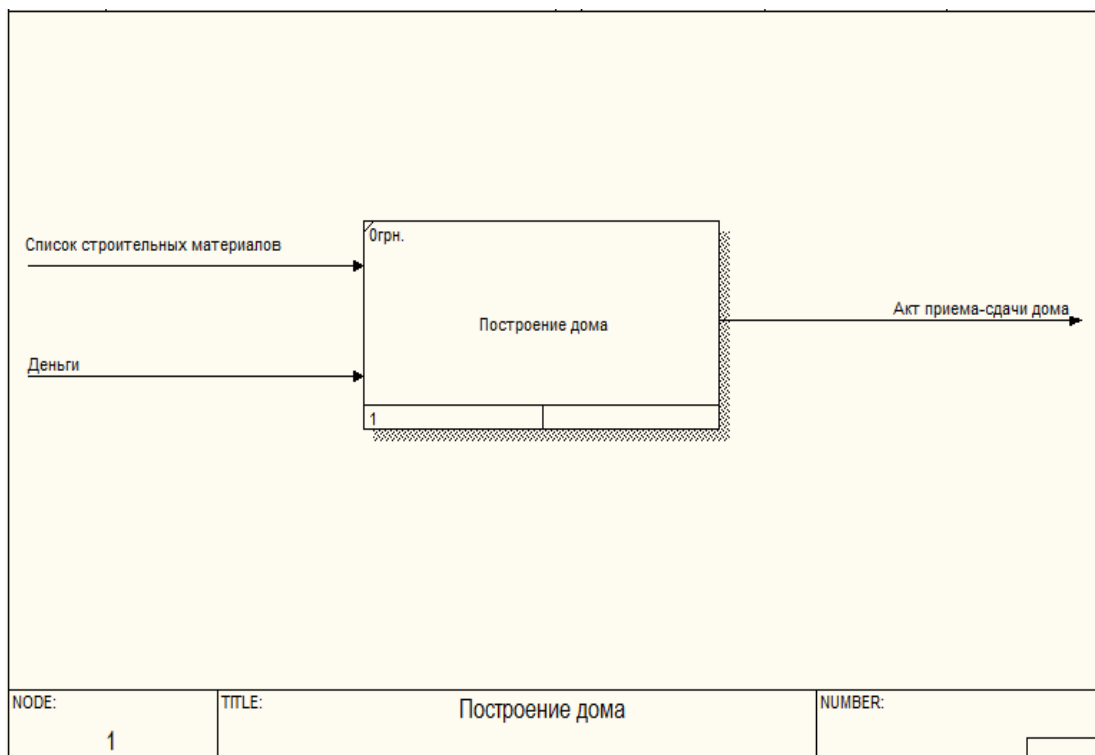 Список строительных материалов
0грн.
Акт приема-сдачи дома
Построение дома
Деньги
1
NODE:
TITLE:
Построение дома
NUMBER:
1